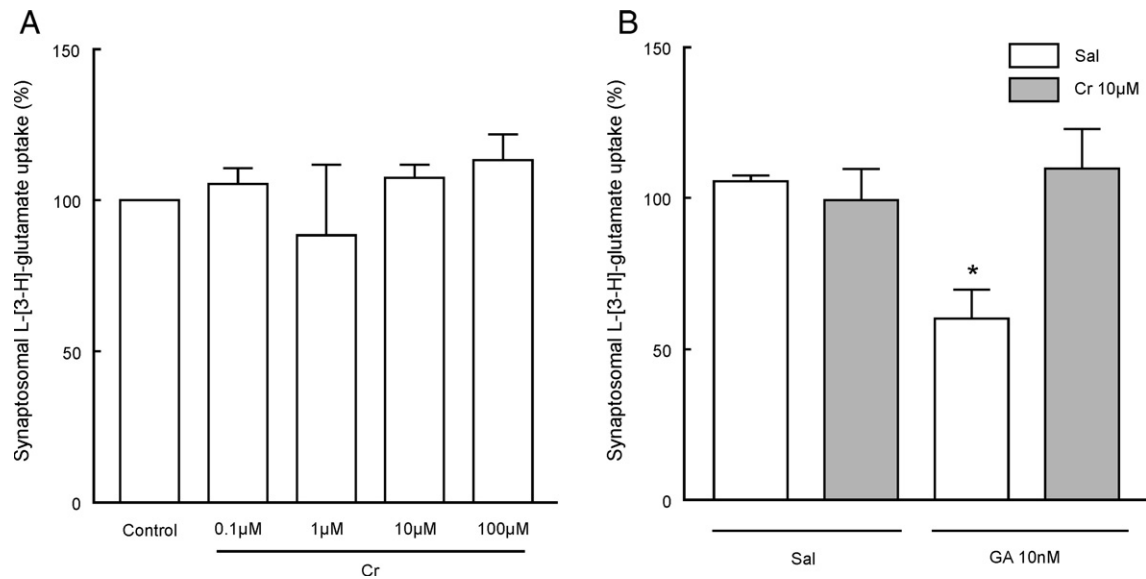 A
Synaptosomal L-[3-H]-glutamate uptake (%)
150
100
50
0
Control
0.1µM
1µM
10µM
100µM
Cr
B
Synaptosomal L-[3-H]-glutamate uptake (%)
150
100
50
0
Sal
Cr 10µM
*
Sal
GA 10nM